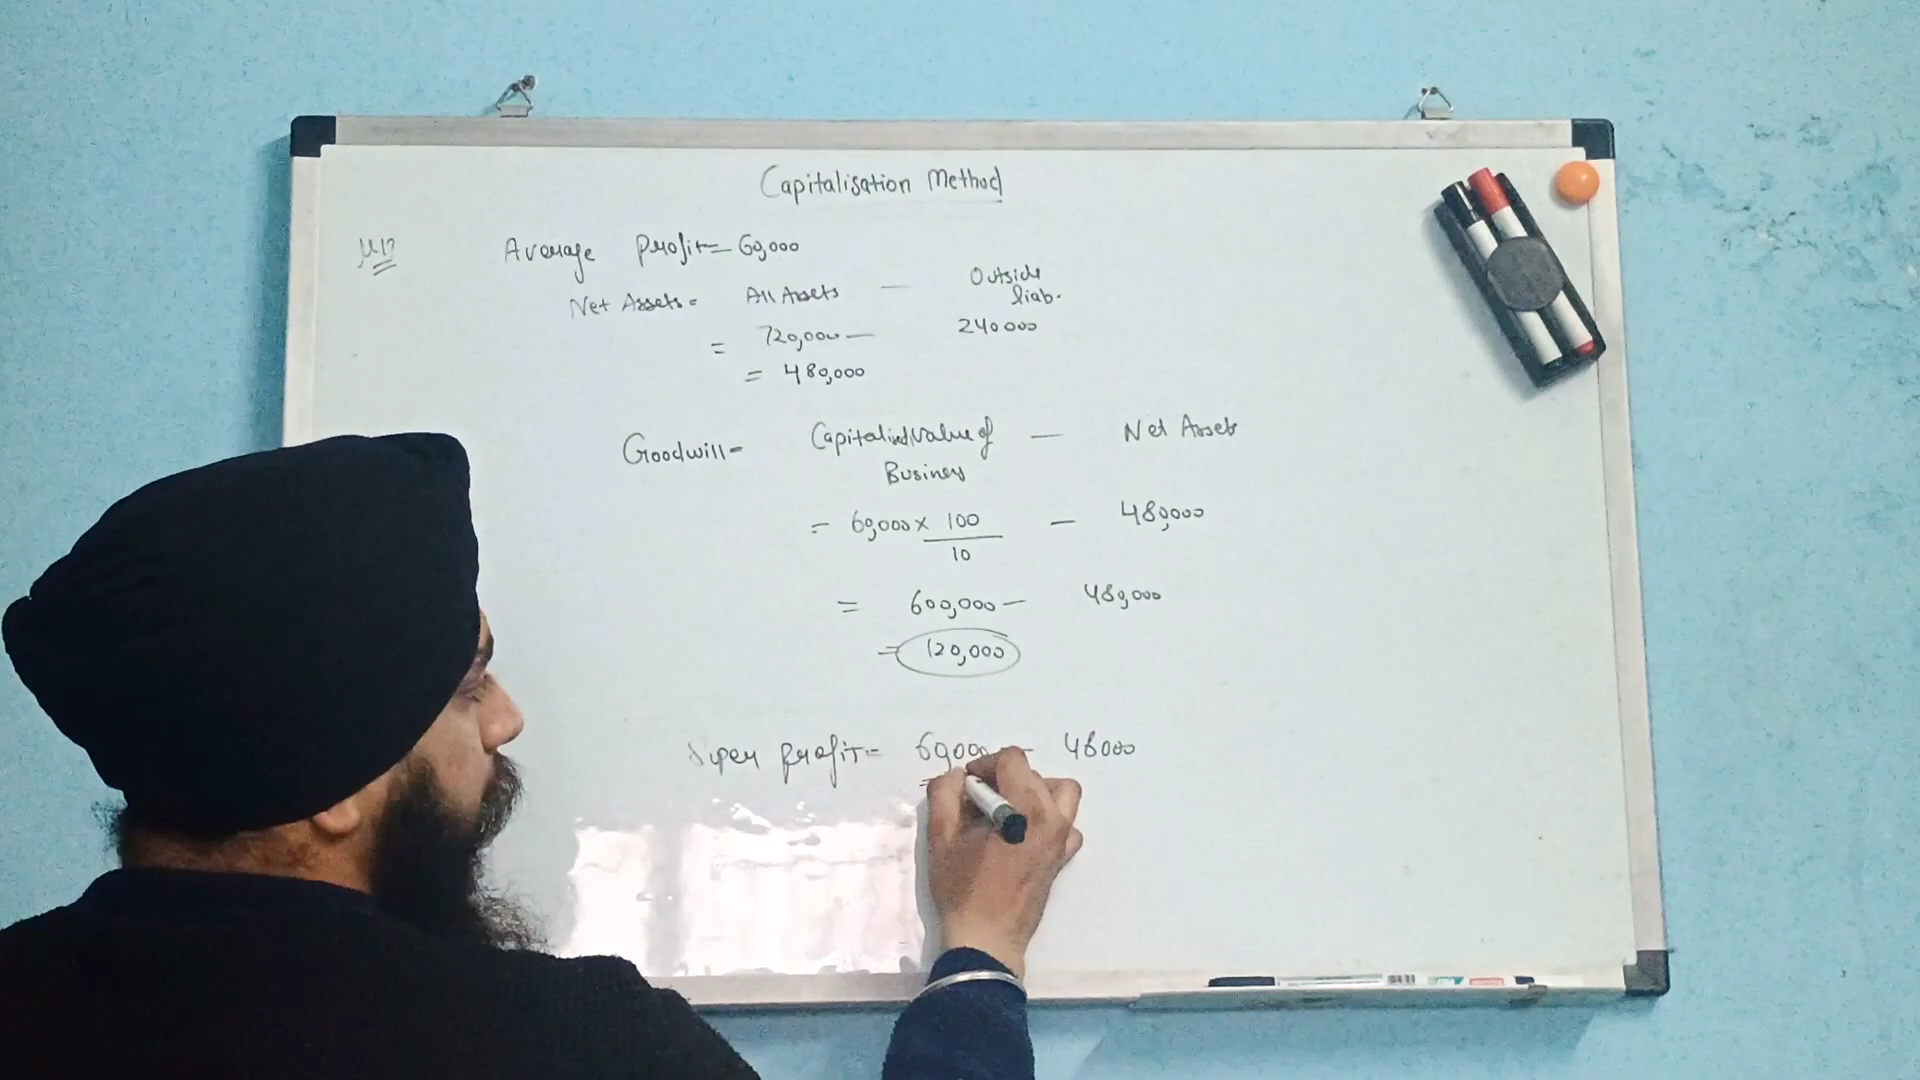 Capitalisation Method
Average Profit = 60,000
Net Assets = All Assets — Outside liab.
= 720,000 — 240000
= 480,000
Goodwill = Capitalised Value of Business — Net Assets
= 60,000 × 100/10 — 480,000
= 600,000 — 480,000
= 120,000
Super Profit = 60,000 — 48000
=